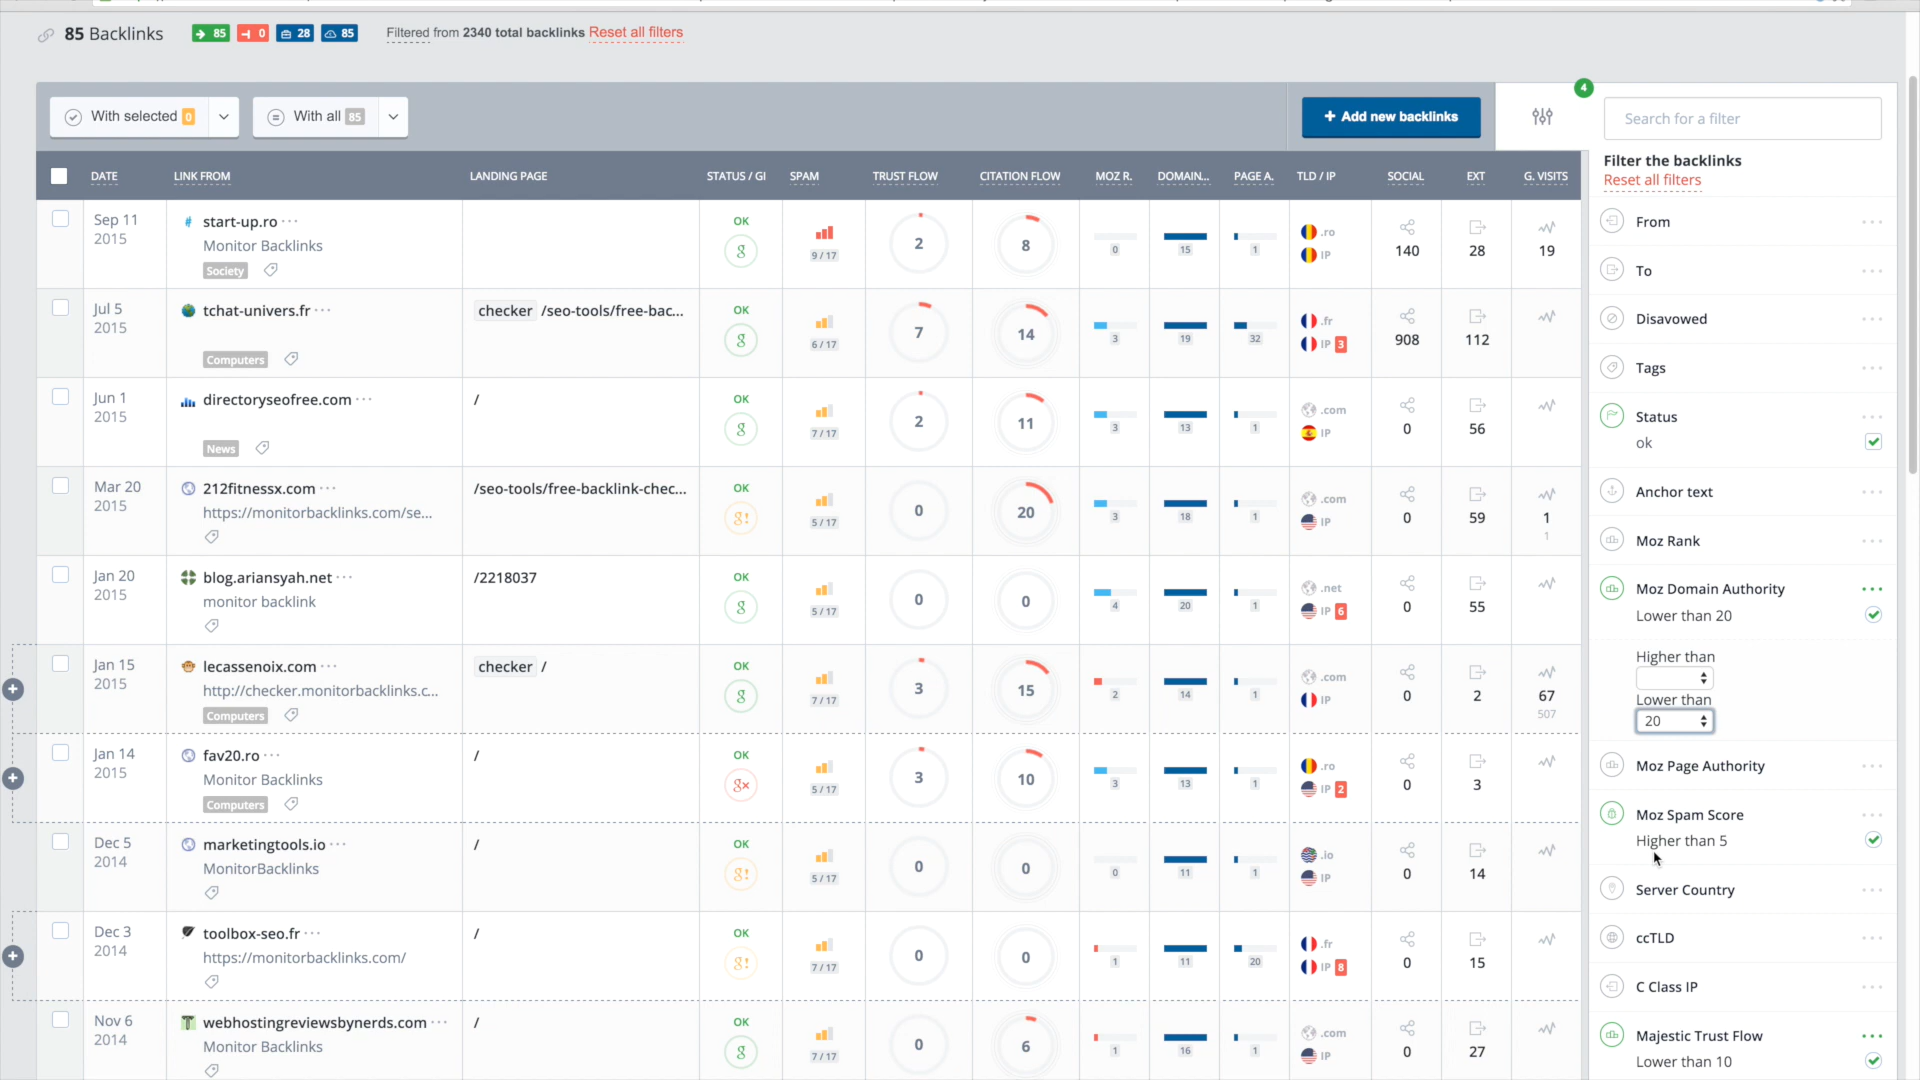 85 Backlinks 85 0 28 85 Filtered from 2340 total backlinks Reset all filters
With selected 0 With all 85 + Add new backlinks 4
DATE LINK FROM LANDING PAGE STATUS / GI SPAM TRUST FLOW CITATION FLOW MOZ R. DOMAIN... PAGE A. TLD / IP SOCIAL EXT G. VISITS
Sep 11 start-up.ro ··· OK .ro
2015 Monitor Backlinks g 9 / 17 2 8 0 15 1 IP 140 28 19
Society
Jul 5 tchat-univers.fr ··· checker /seo-tools/free-bac... OK .fr
2015 g 6 / 17 7 14 3 19 32 IP 3 908 112
Computers
Jun 1 directoryseofree.com ··· / OK .com
2015 g 7 / 17 2 11 3 13 1 IP 0 56
News
Mar 20 212fitnessx.com ··· /seo-tools/free-backlink-chec... OK .com
2015 https://monitorbacklinks.com/se... g! 5 / 17 0 20 3 18 1 IP 0 59 1
1
Jan 20 blog.ariansyah.net ··· /2218037 OK .net
2015 monitor backlink g 5 / 17 0 0 4 20 1 IP 6 0 55
Jan 15 lecassenoix.com ··· checker / OK .com
2015 http://checker.monitorbacklinks.c... g 7 / 17 3 15 2 14 1 IP 0 2 67
Computers 507
Jan 14 fav20.ro ··· / OK .ro
2015 Monitor Backlinks g× 5 / 17 3 10 3 13 1 IP 2 0 3
Computers
Dec 5 marketingtools.io ··· / OK .io
2014 MonitorBacklinks g! 5 / 17 0 0 0 11 1 IP 0 14
Dec 3 toolbox-seo.fr ··· / OK .fr
2014 https://monitorbacklinks.com/ g! 7 / 17 0 0 1 11 20 IP 8 0 15
Nov 6 webhostingreviewsbynerds.com ··· / OK .com
2014 Monitor Backlinks g 7 / 17 0 6 1 16 1 IP 0 27
Search for a filter
Filter the backlinks
Reset all filters
From ···
To ···
Disavowed ···
Tags ···
Status ···
ok
Anchor text ···
Moz Rank ···
Moz Domain Authority ···
Lower than 20
Higher than
Lower than
20
Moz Page Authority ···
Moz Spam Score ···
Higher than 5
Server Country ···
ccTLD ···
C Class IP ···
Majestic Trust Flow ···
Lower than 10